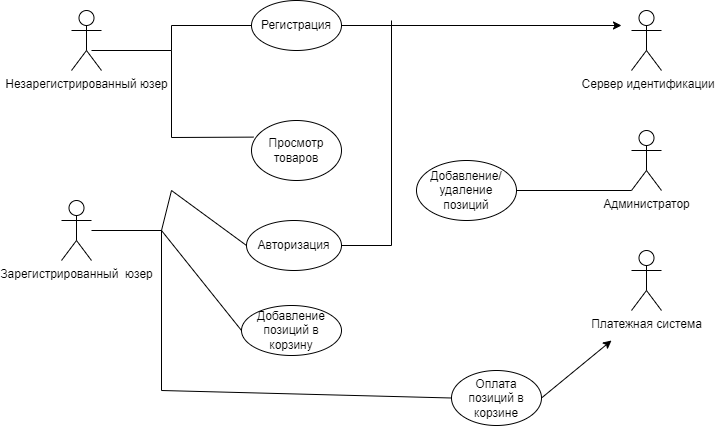 Регистрация
Незарегистрированный юзер
Сервер идентификации
Просмотр
товаров
Добавление/
удаление
позиций
Администратор
Авторизация
Зарегистрированный юзер
Добавление
позиций в
корзину
Платежная система
Оплата
позиций в
корзине